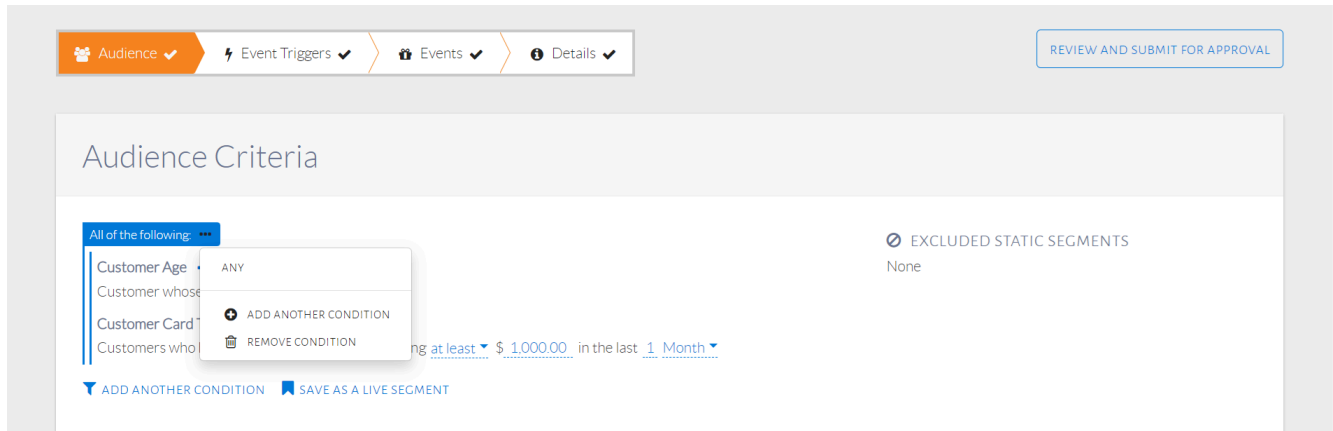 Audience
Event Triggers
Events
Details
REVIEW AND SUBMIT FOR APPROVAL
Audience Criteria
All of the following:
EXCLUDED STATIC SEGMENTS
None
Customer Age
ANY
Customer whose
Customer Card
ADD ANOTHER CONDITION
Customers who
REMOVE CONDITION
at least $ 1,000.00 in the last 1 Month
ADD ANOTHER CONDITION SAVE AS A LIVE SEGMENT